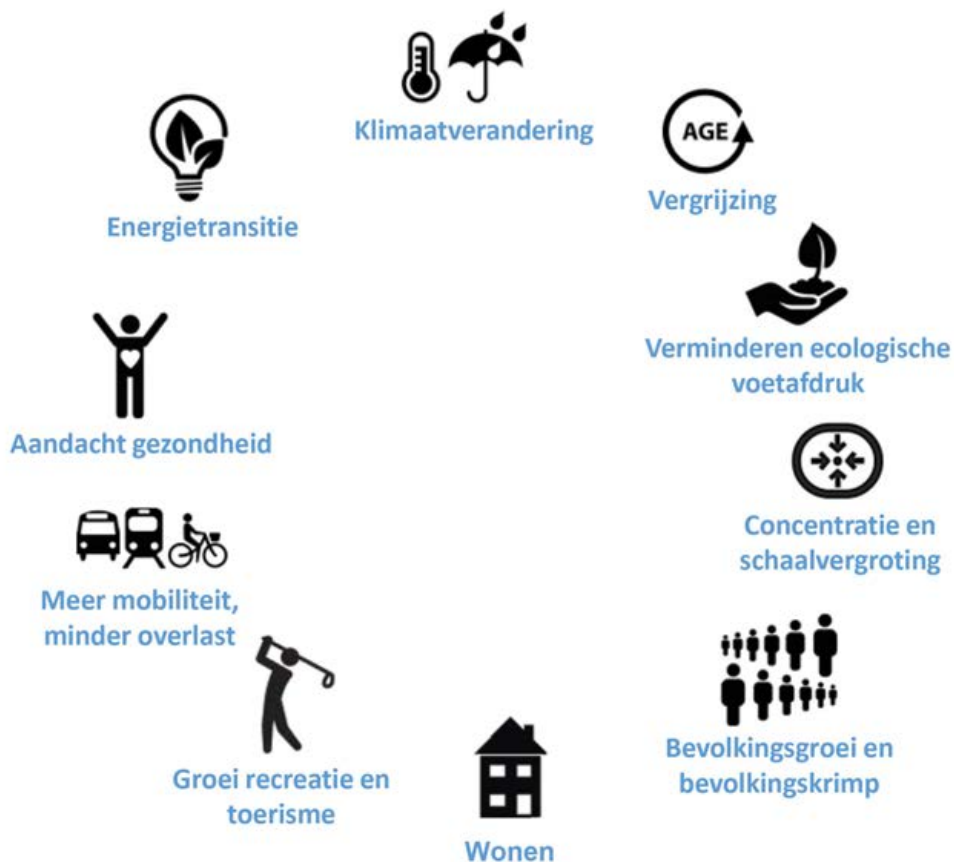 Klimaatverandering
AGE
Vergrijzing
Energietransitie
Verminderen ecologische
voetafdruk
Aandacht gezondheid
Concentratie en
schaalvergroting
Meer mobiliteit,
minder overlast
Bevolkingsgroei en
bevolkingskrimp
Groei recreatie en
toerisme
Wonen